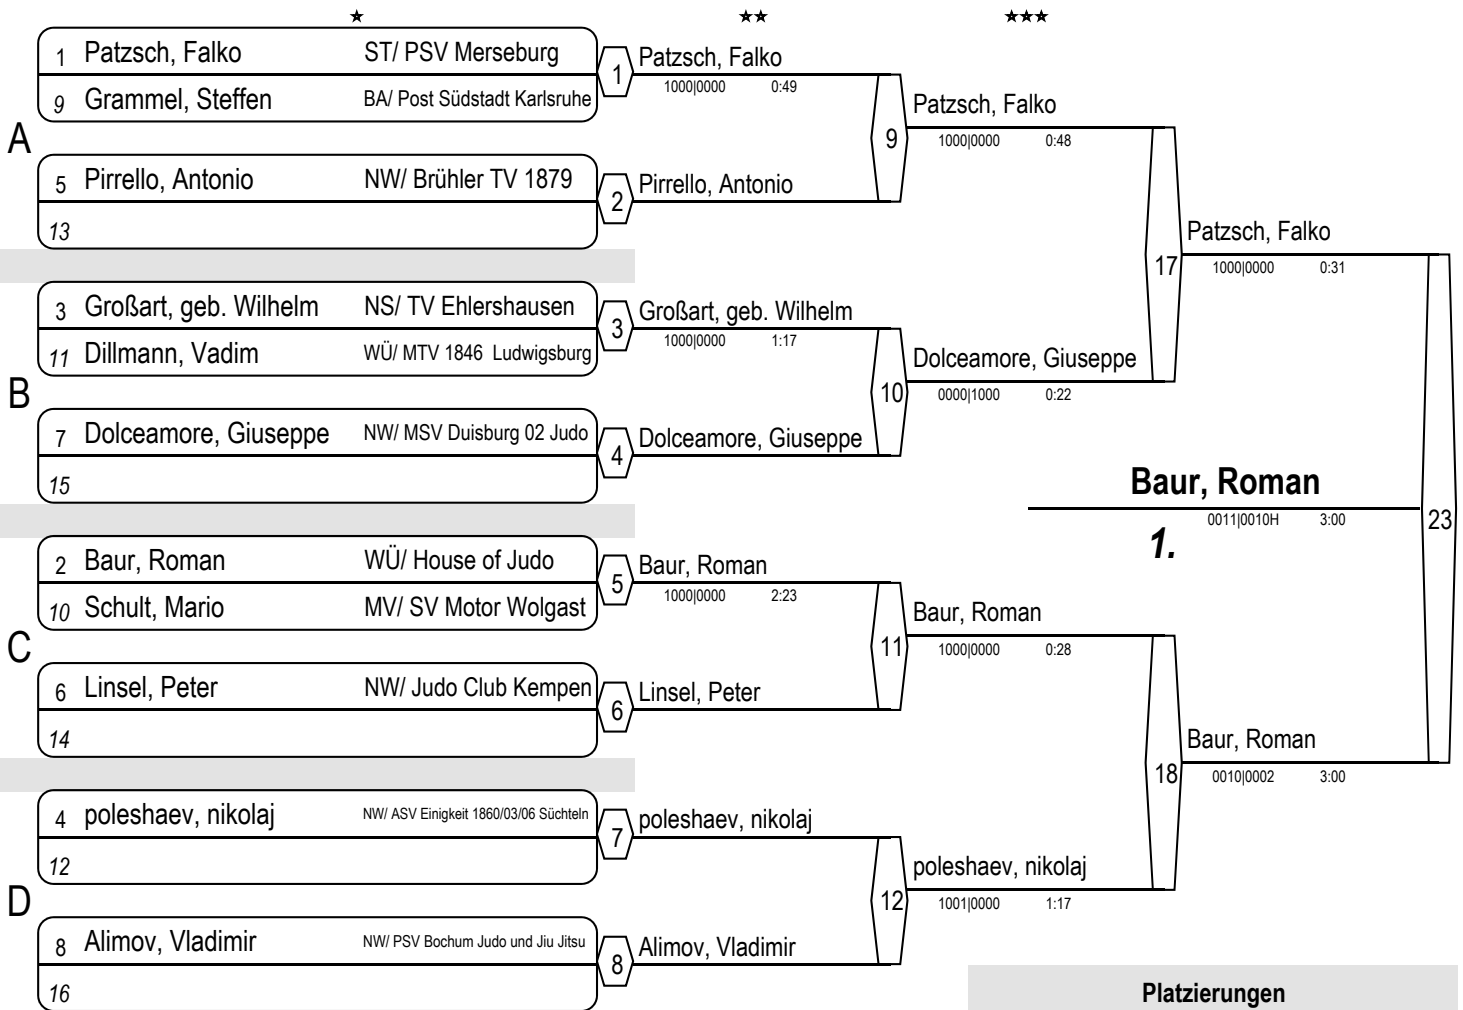 ★ ★★ ★★★
1 Patzsch, Falko ST/ PSV Merseburg
9 Grammel, Steffen BA/ Post Südstadt Karlsruhe
1
Patzsch, Falko
1000|0000 0:49
A
5 Pirrello, Antonio NW/ Brühler TV 1879
13
2
Pirrello, Antonio
9
Patzsch, Falko
1000|0000 0:48
3 Großart, geb. Wilhelm NS/ TV Ehlershausen
11 Dillmann, Vadim WÜ/ MTV 1846 Ludwigsburg
3
Großart, geb. Wilhelm
1000|0000 1:17
B
7 Dolceamore, Giuseppe NW/ MSV Duisburg 02 Judo
15
4
Dolceamore, Giuseppe
10
Dolceamore, Giuseppe
0000|1000 0:22
17
Patzsch, Falko
1000|0000 0:31
2 Baur, Roman WÜ/ House of Judo
10 Schult, Mario MV/ SV Motor Wolgast
5
Baur, Roman
1000|0000 2:23
C
6 Linsel, Peter NW/ Judo Club Kempen
14
6
Linsel, Peter
11
Baur, Roman
1000|0000 0:28
4 poleshaev, nikolaj NW/ ASV Einigkeit 1860/03/06 Süchteln
12
7
poleshaev, nikolaj
D
8 Alimov, Vladimir NW/ PSV Bochum Judo und Jiu Jitsu
16
8
Alimov, Vladimir
12
poleshaev, nikolaj
1001|0000 1:17
18
Baur, Roman
0010|0002 3:00
23
Baur, Roman
0011|0010H 3:00
1.
Platzierungen